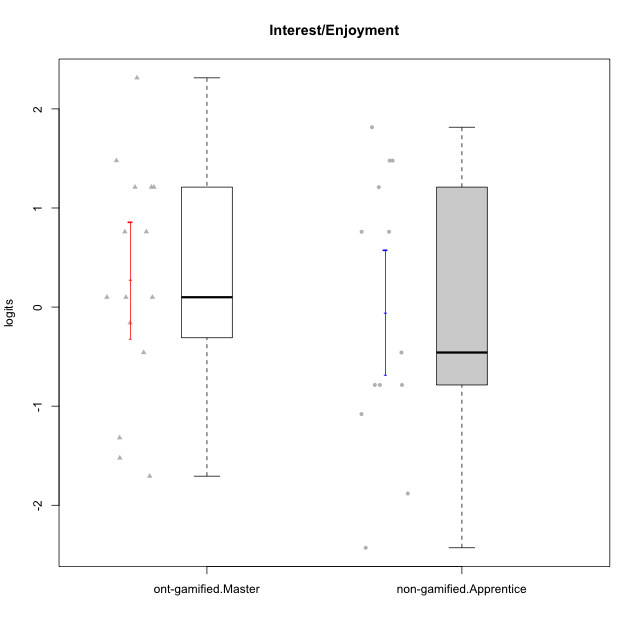 Interest/Enjoyment
logits
2
1
0
-1
-2
ont-gamified.Master
non-gamified.Apprentice